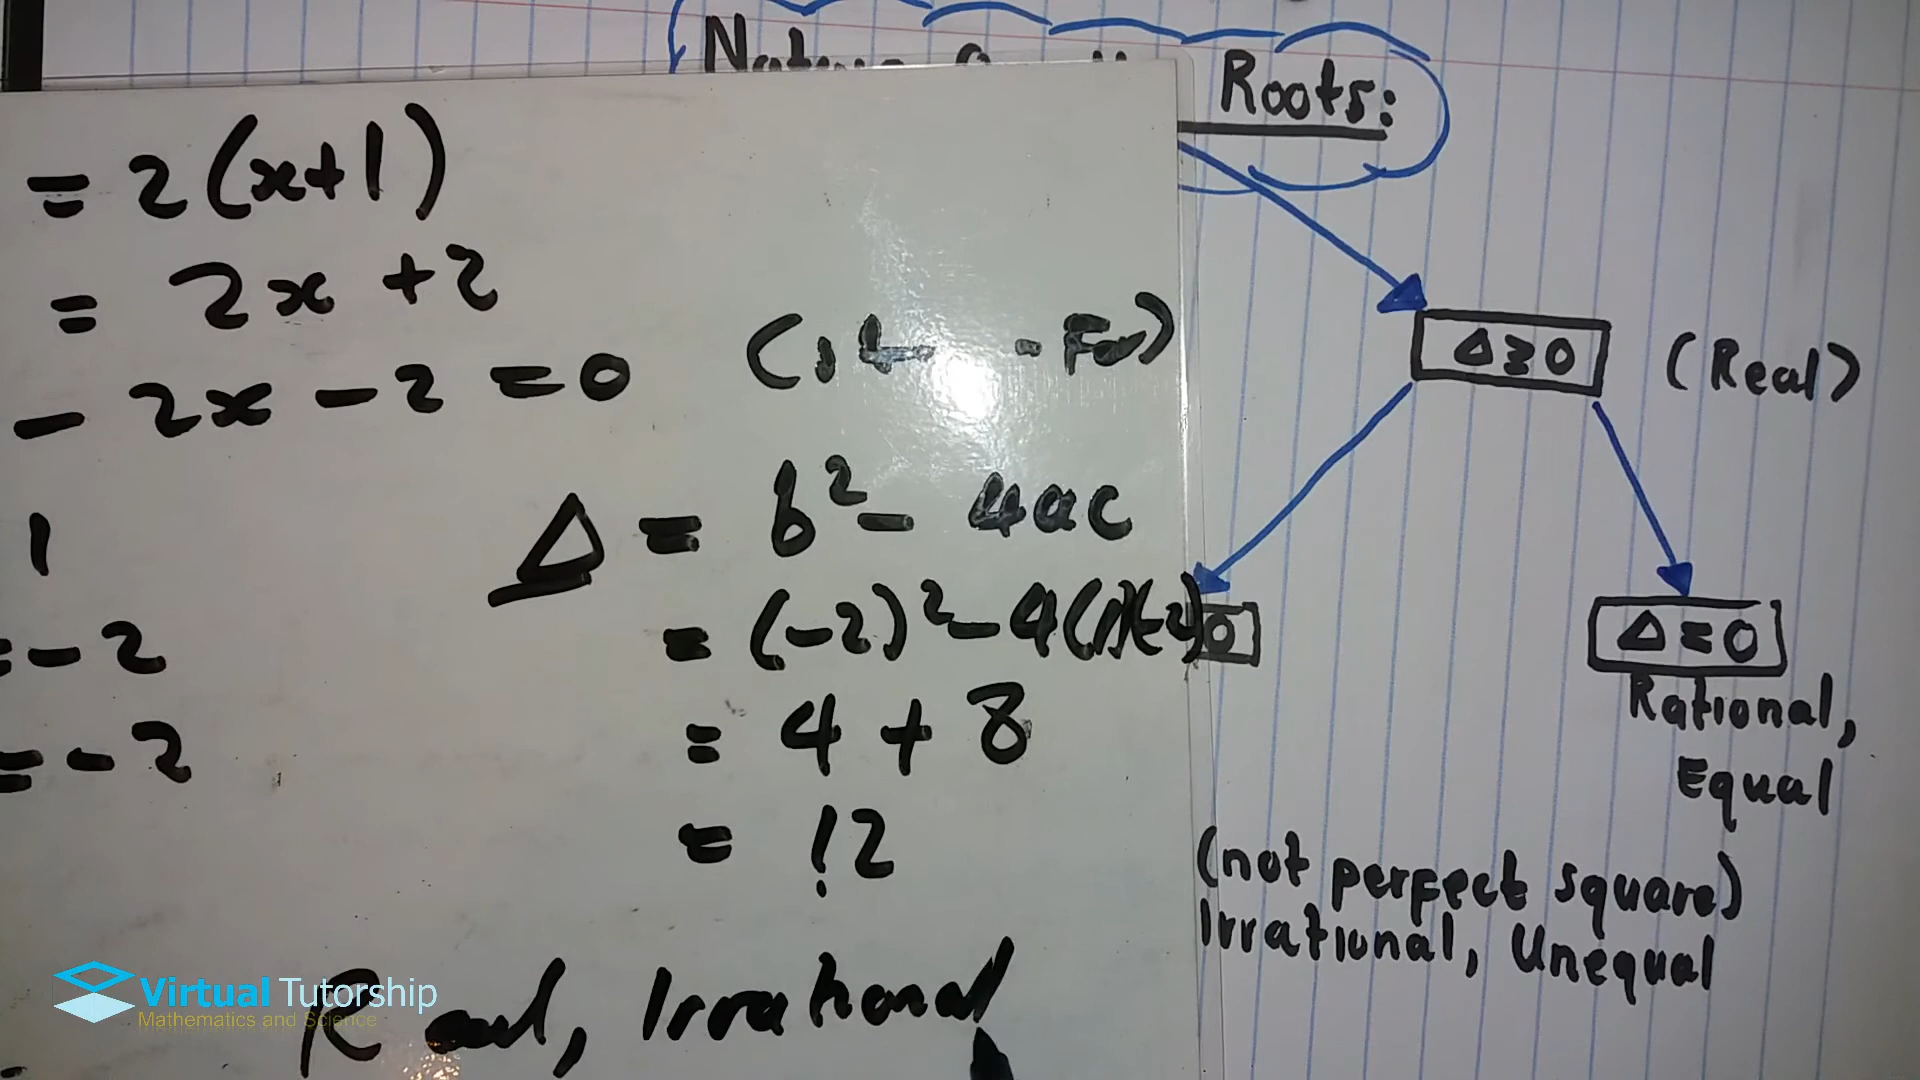 Roots:
= 2(x+1)
= 2x + 2
- 2x - 2 = 0
Δ ≥ 0 (Real)
1
Δ = b² - 4ac
= - 2
= (-2)² - 4(1)(-2)
0
Δ = 0
Rational,
Equal
= - 2
= 4 + 8
= 12
(not perfect square)
Irrational, Unequal
Real, Irrational
Virtual Tutorship
Mathematics and Science